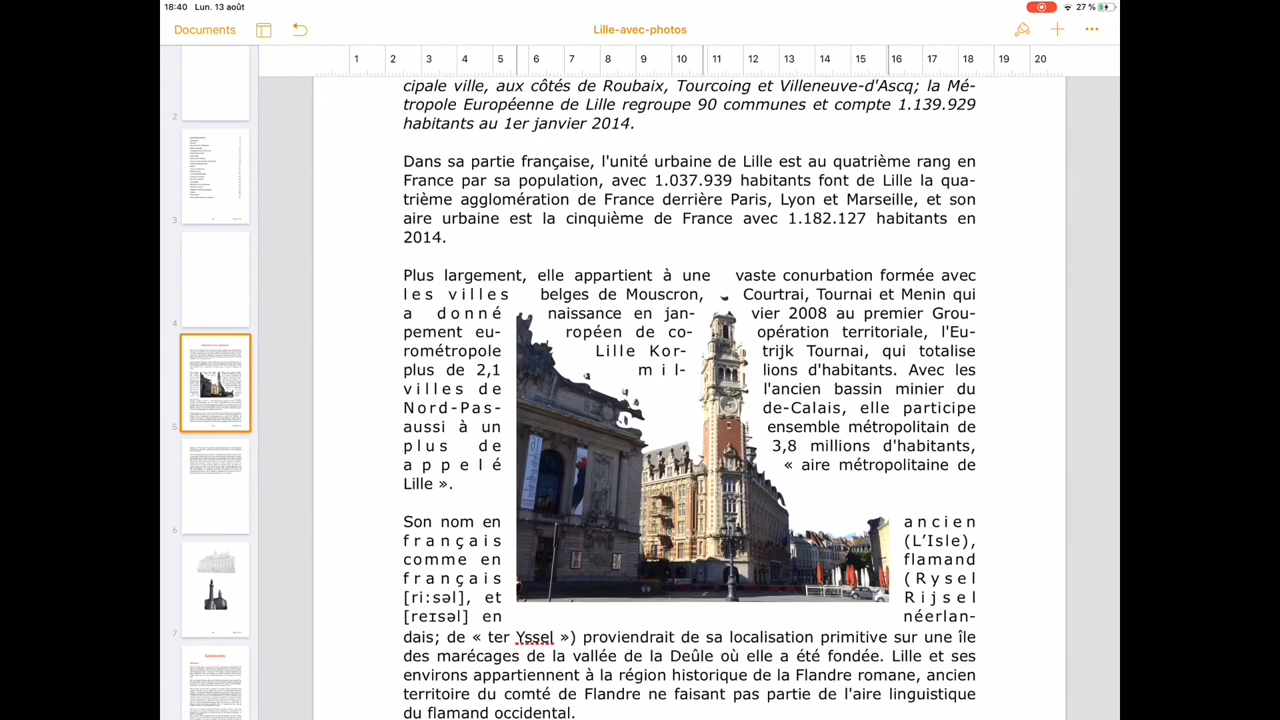 18:40 Lun. 13 août
27 %
Documents
Lille-avec-photos
1 2 3 4 5 6 7 8 9 10 11 12 13 14 15 16 17 18 19 20
cipale ville, aux côtés de Roubaix, Tourcoing et Villeneuve-d'Ascq; la Mé-
tropole Européenne de Lille regroupe 90 communes et compte 1.139.929
habitants au 1er janvier 2014.
Dans sa partie française, l'unité urbaine de Lille est au quatrième rang en
France par sa population, avec 1.037.939 habitants font de Lille la qua-
trième agglomération de France derrière Paris, Lyon et Marseille, et son
aire urbaine est la cinquième de France avec 1.182.127 habitants en
2014.
Plus largement, elle appartient à une vaste conurbation formée avec
les villes belges de Mouscron, Courtrai, Tournai et Menin qui
a donné naissance en jan- vier 2008 au premier Grou-
pement eu- ropéen de co- opération territoriale, l'Eu-
rométropole Lille-Kor- trijk Tournai, qui totalise
plus de 2,1 mil- lions d'habitants. Avec les
villes de l'ancien bassin minier du
Nord-Pas- de-Calais, elle participe
aussi à un ensemble métropolitain de
plus de 3,8 millions d'habitants,
« aire métropolitaine de
Lille ».
Son nom en ancien
français (L'Isle),
comme en flamand
français (Rysel
[ri:səl], et Rijsel
[reɪsəl] en néerlan-
dais; de « ter Yssel ») proviendrait de sa localisation primitive sur une île
des marécages de la vallée de la Deûle où elle a été fondée. Lille et ses
environs appartiennent à la région historique de la Flandre romane, ancien
territoire du comté de Flandre ne faisant pas partie de l'aire linguistique
2
3
4
5
6
7